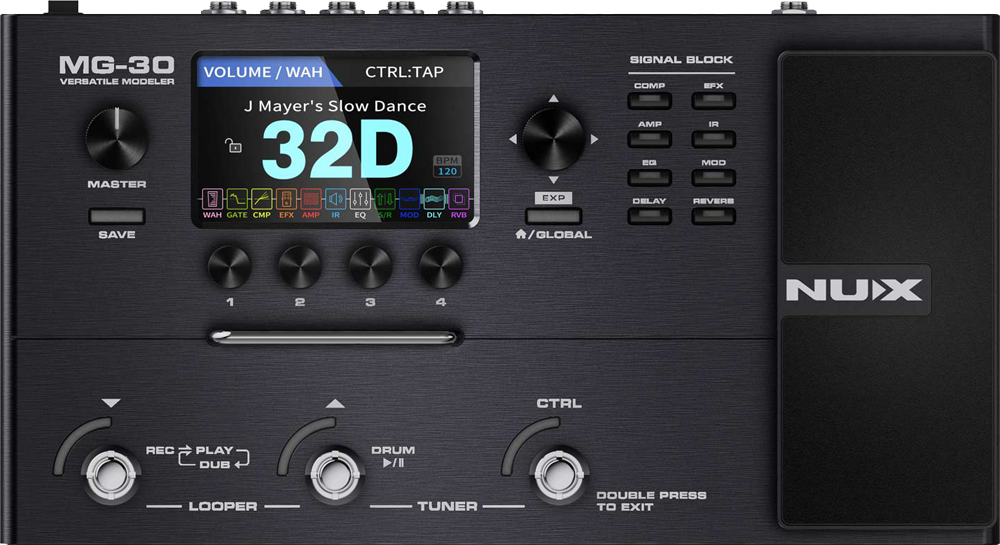 MG-30
VERSATILE MODELER
MASTER
SAVE
VOLUME / WAH
CTRL:TAP
J Mayer's Slow Dance
32D
BPM
120
WAH GATE CMP EFX AMP IR EQ S/R MOD DLY RVB
1 2 3 4
EXP
/GLOBAL
SIGNAL BLOCK
COMP EFX
AMP IR
EQ MOD
DELAY REVERB
NUX
REC PLAY
DUB
LOOPER
DRUM
TUNER
CTRL
DOUBLE PRESS
TO EXIT